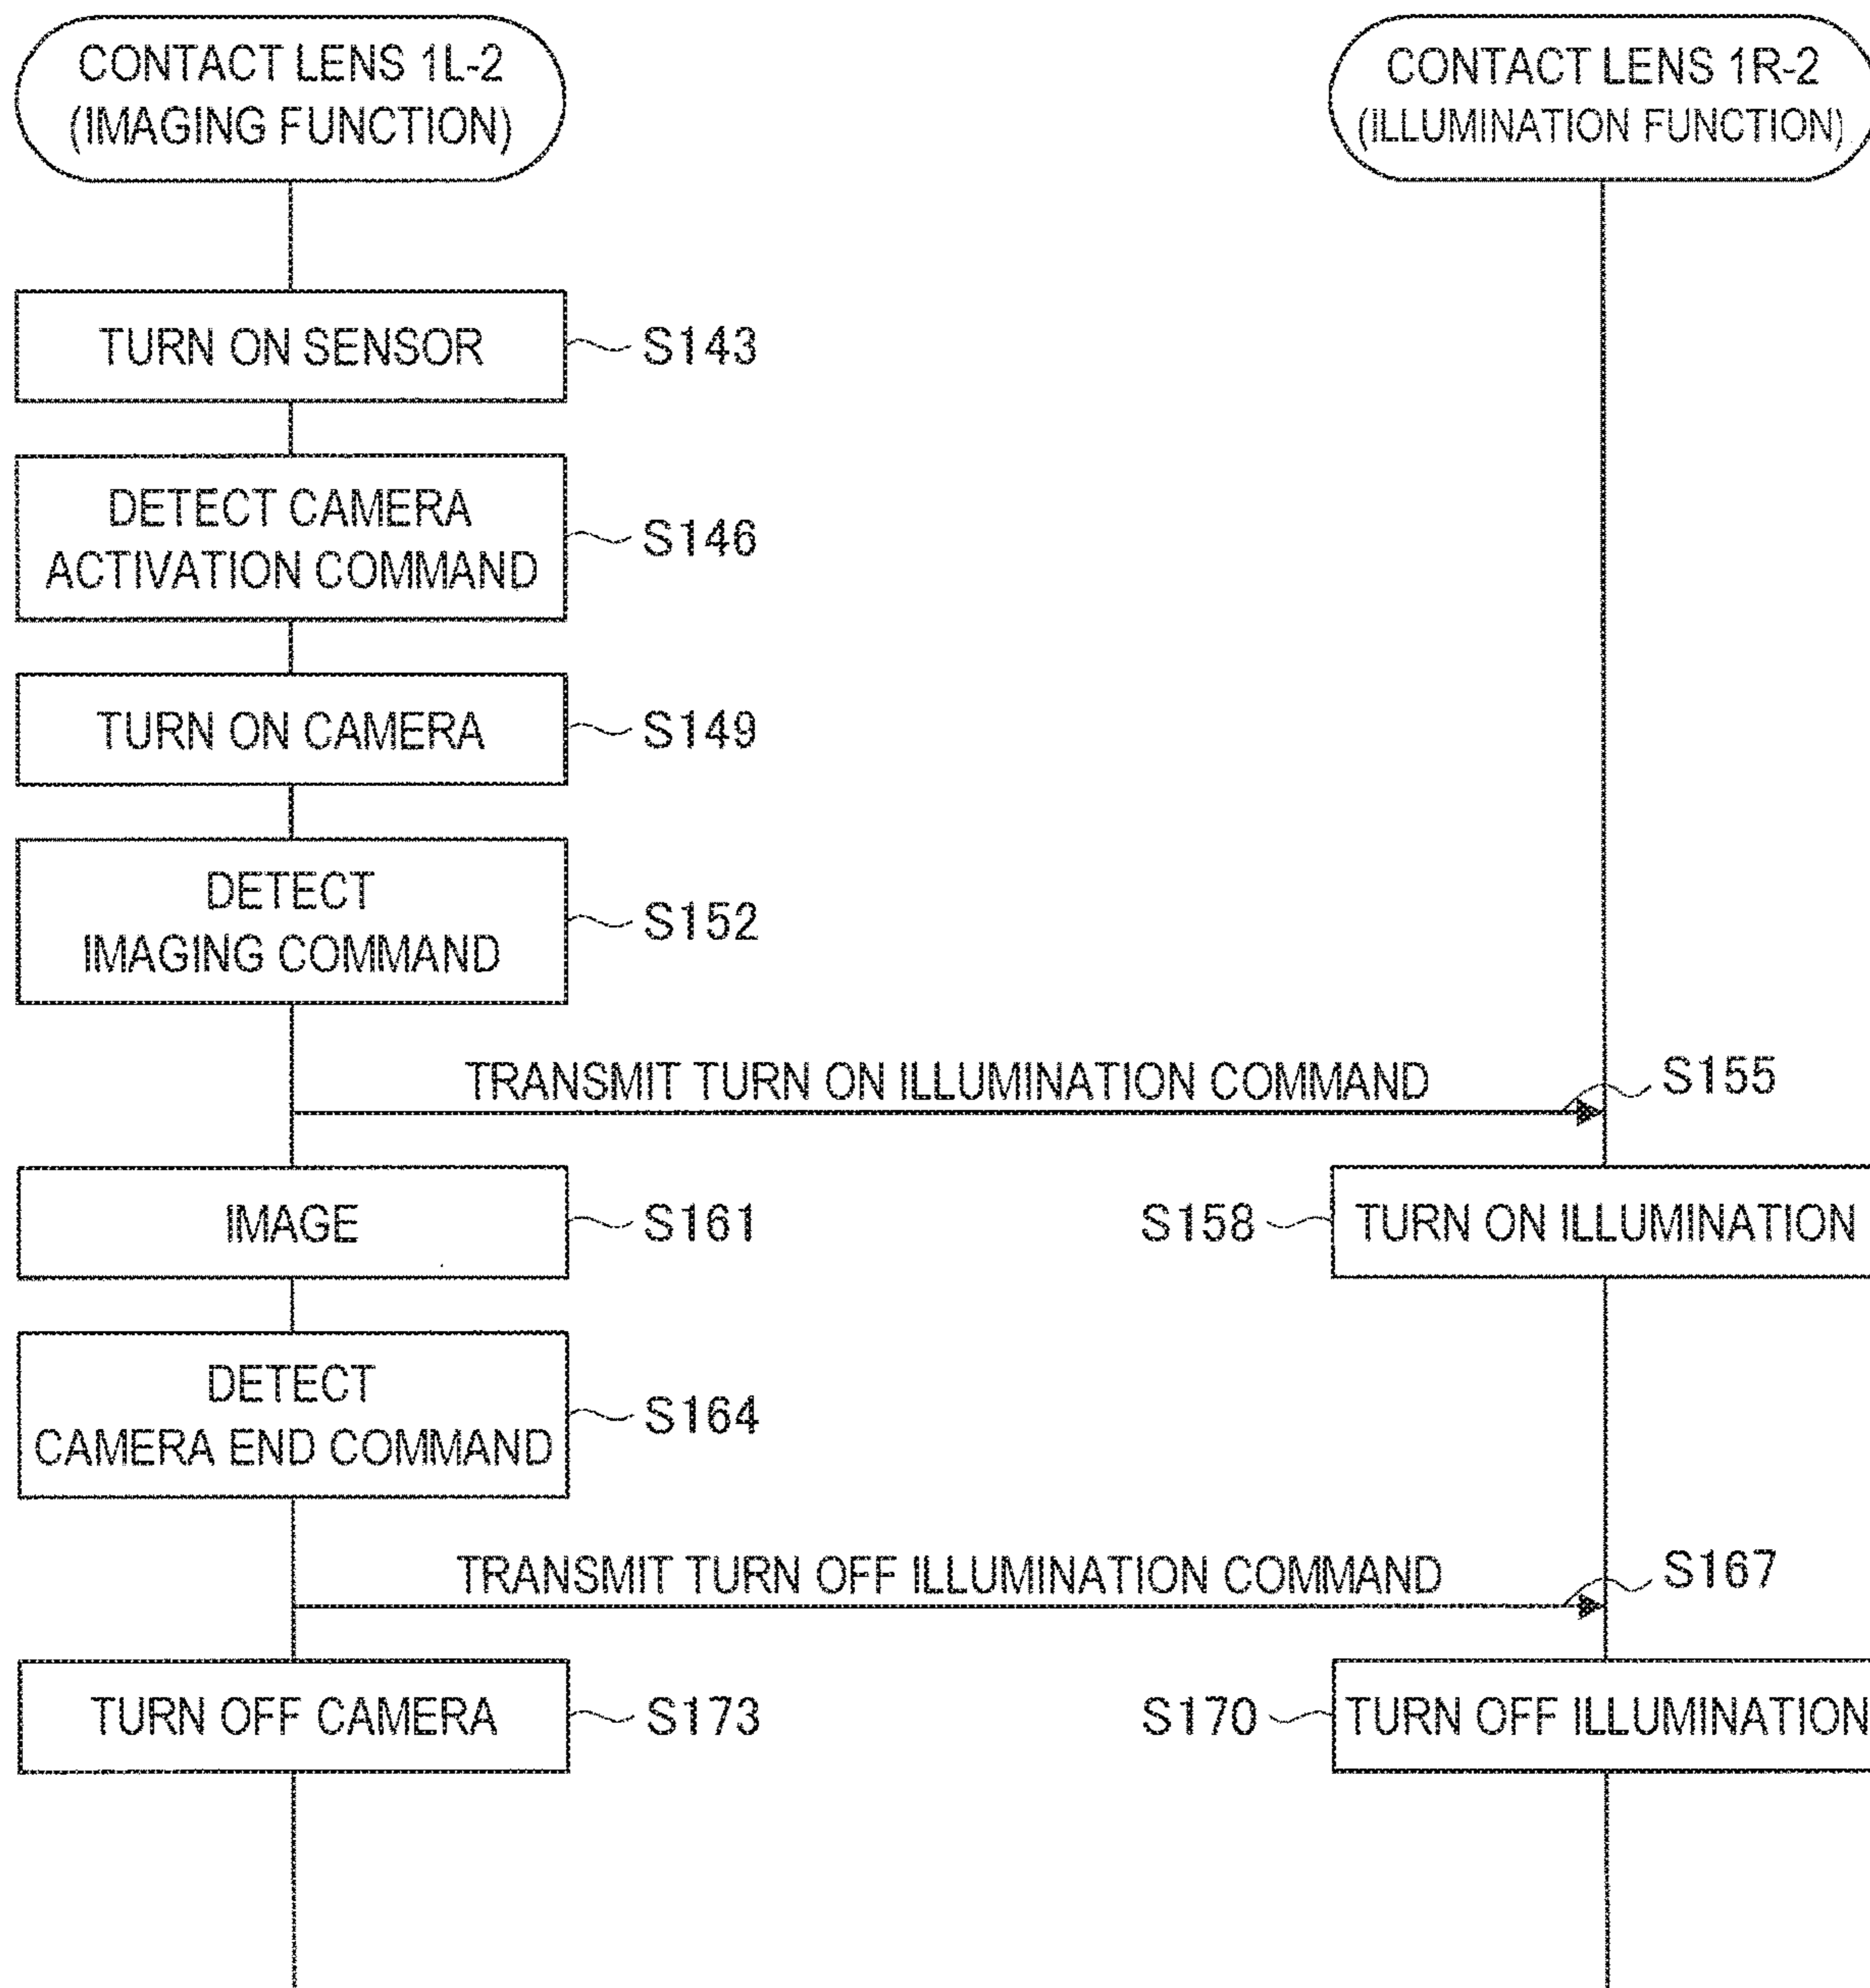 CONTACT LENS 1L-2
(IMAGING FUNCTION)
CONTACT LENS 1R-2
(ILLUMINATION FUNCTION)
TURN ON SENSOR
S143
DETECT CAMERA
ACTIVATION COMMAND
S146
TURN ON CAMERA
S149
DETECT
IMAGING COMMAND
S152
TRANSMIT TURN ON ILLUMINATION COMMAND
S155
IMAGE
S161
S158
TURN ON ILLUMINATION
DETECT
CAMERA END COMMAND
S164
TRANSMIT TURN OFF ILLUMINATION COMMAND
S167
TURN OFF CAMERA
S173
S170
TURN OFF ILLUMINATION